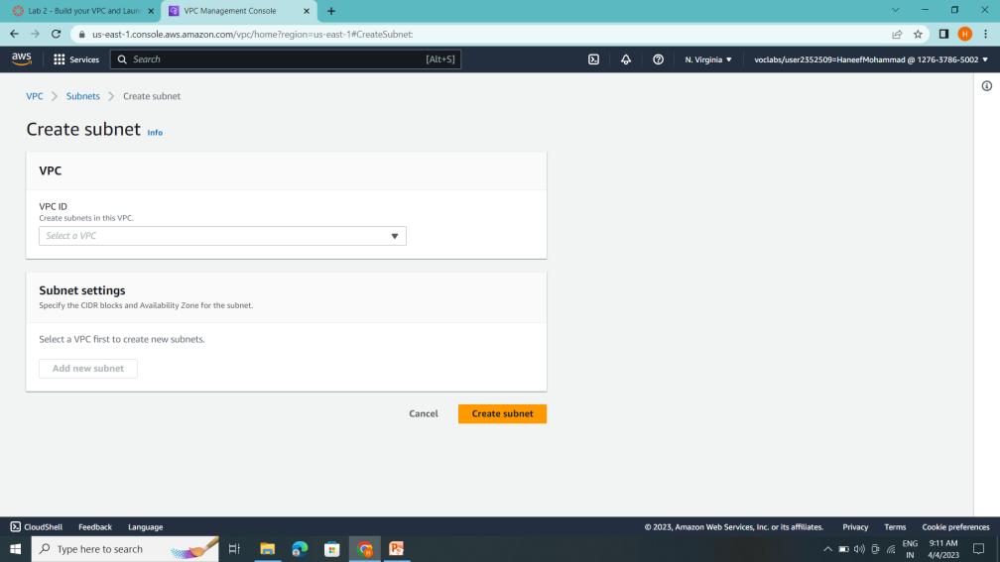 Lab 2 - Build your VPC and Laun
VPC Management Console
us-east-1.console.aws.amazon.com/vpc/home?region=us-east-1#CreateSubnet:
H
aws
Services
Search
[Alt+S]
N. Virginia
voclabs/user2352509=HaneefMohammad @ 1276-3786-5002
VPC
Subnets
Create subnet
Create subnet
Info
VPC
VPC ID
Create subnets in this VPC.
Select a VPC
Subnet settings
Specify the CIDR blocks and Availability Zone for the subnet.
Select a VPC first to create new subnets.
Add new subnet
Cancel
Create subnet
CloudShell
Feedback
Language
© 2023, Amazon Web Services, Inc. or its affiliates.
Privacy
Terms
Cookie preferences
Type here to search
ENG
IN
9:11 AM
4/4/2023